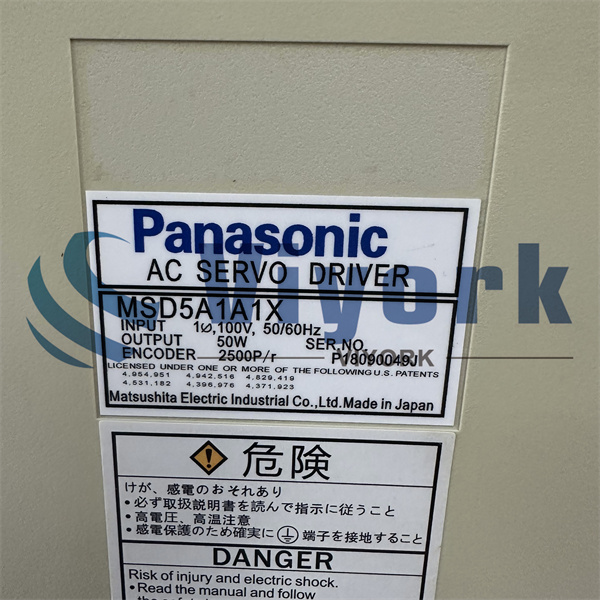 Panasonic
AC SERVO DRIVER
MSD5A1A1X
INPUT 1Ø,100V, 50/60Hz
OUTPUT 50W SER.NO.
ENCODER 2500P/r P18090049J
LICENSED UNDER ONE OR MORE OF THE FOLLOWING U.S. PATENTS
4,954,951 4,942,516 4,829,419
4,531,182 4,396,976 4,371,923
Matsushita Electric Industrial Co.,Ltd.Made in Japan
Viyork
VIYORK
危険
けが、感電のおそれあり
•必ず取扱説明書を読んで指示に従うこと
•高電圧、高温注意
•感電保護のため確実に端子を接地すること
DANGER
Risk of injury and electric shock.
•Read the manual and follow